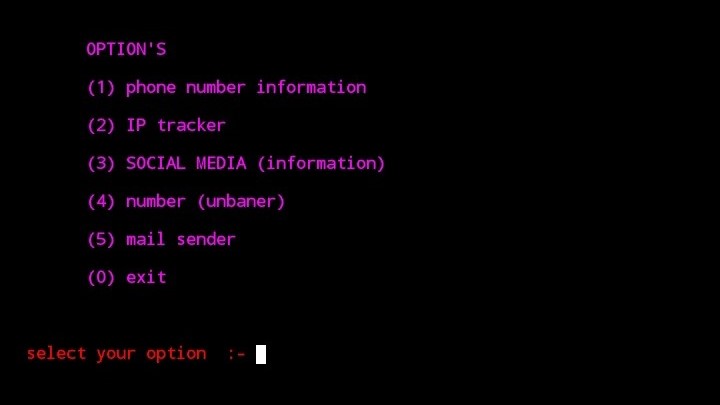 OPTION'S
(1) phone number information
(2) IP tracker
(3) SOCIAL MEDIA (information)
(4) number (unbaner)
(5) mail sender
(0) exit
select your option :-